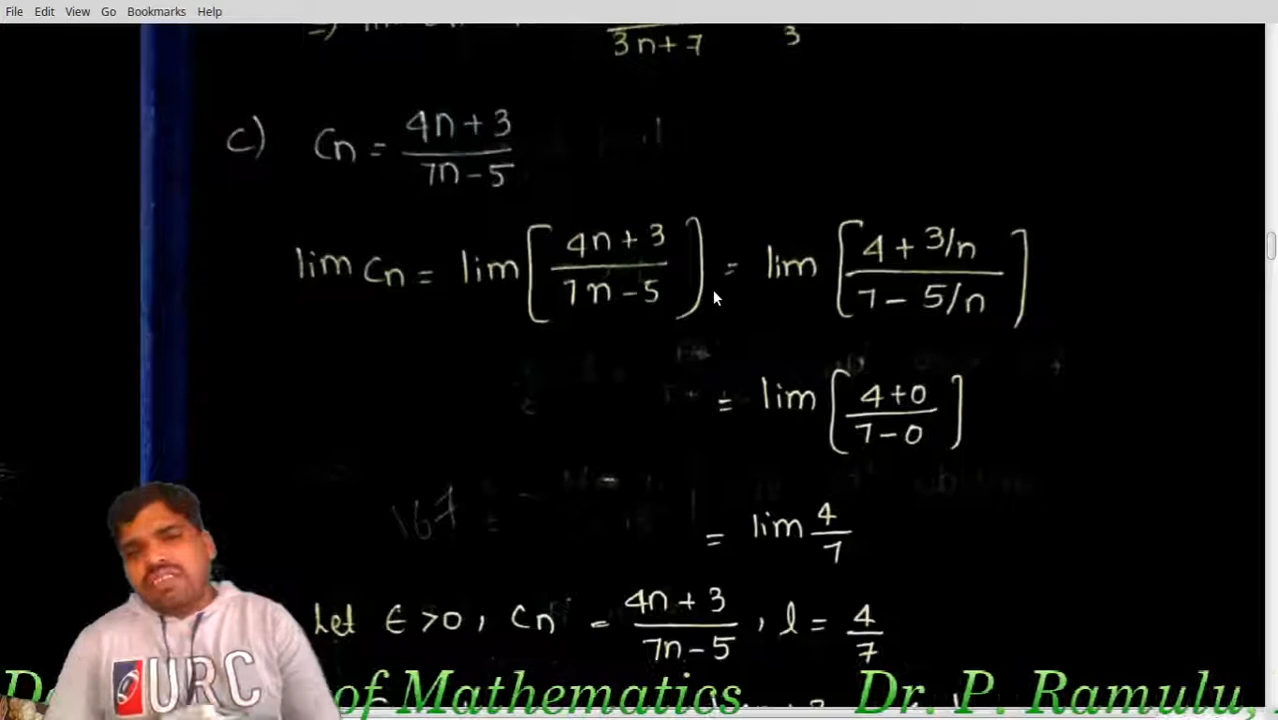 File Edit View Go Bookmarks Help
3n+7 3
c) Cn = 4n+3 / 7n-5
lim Cn = lim [ 4n+3 / 7n-5 ] = lim [ 4+3/n / 7-5/n ]
= lim [ 4+0 / 7-0 ]
= lim 4/7
Let ϵ>0, Cn = 4n+3 / 7n-5, l = 4/7
URC
of Mathematics Dr. P. Ramulu,